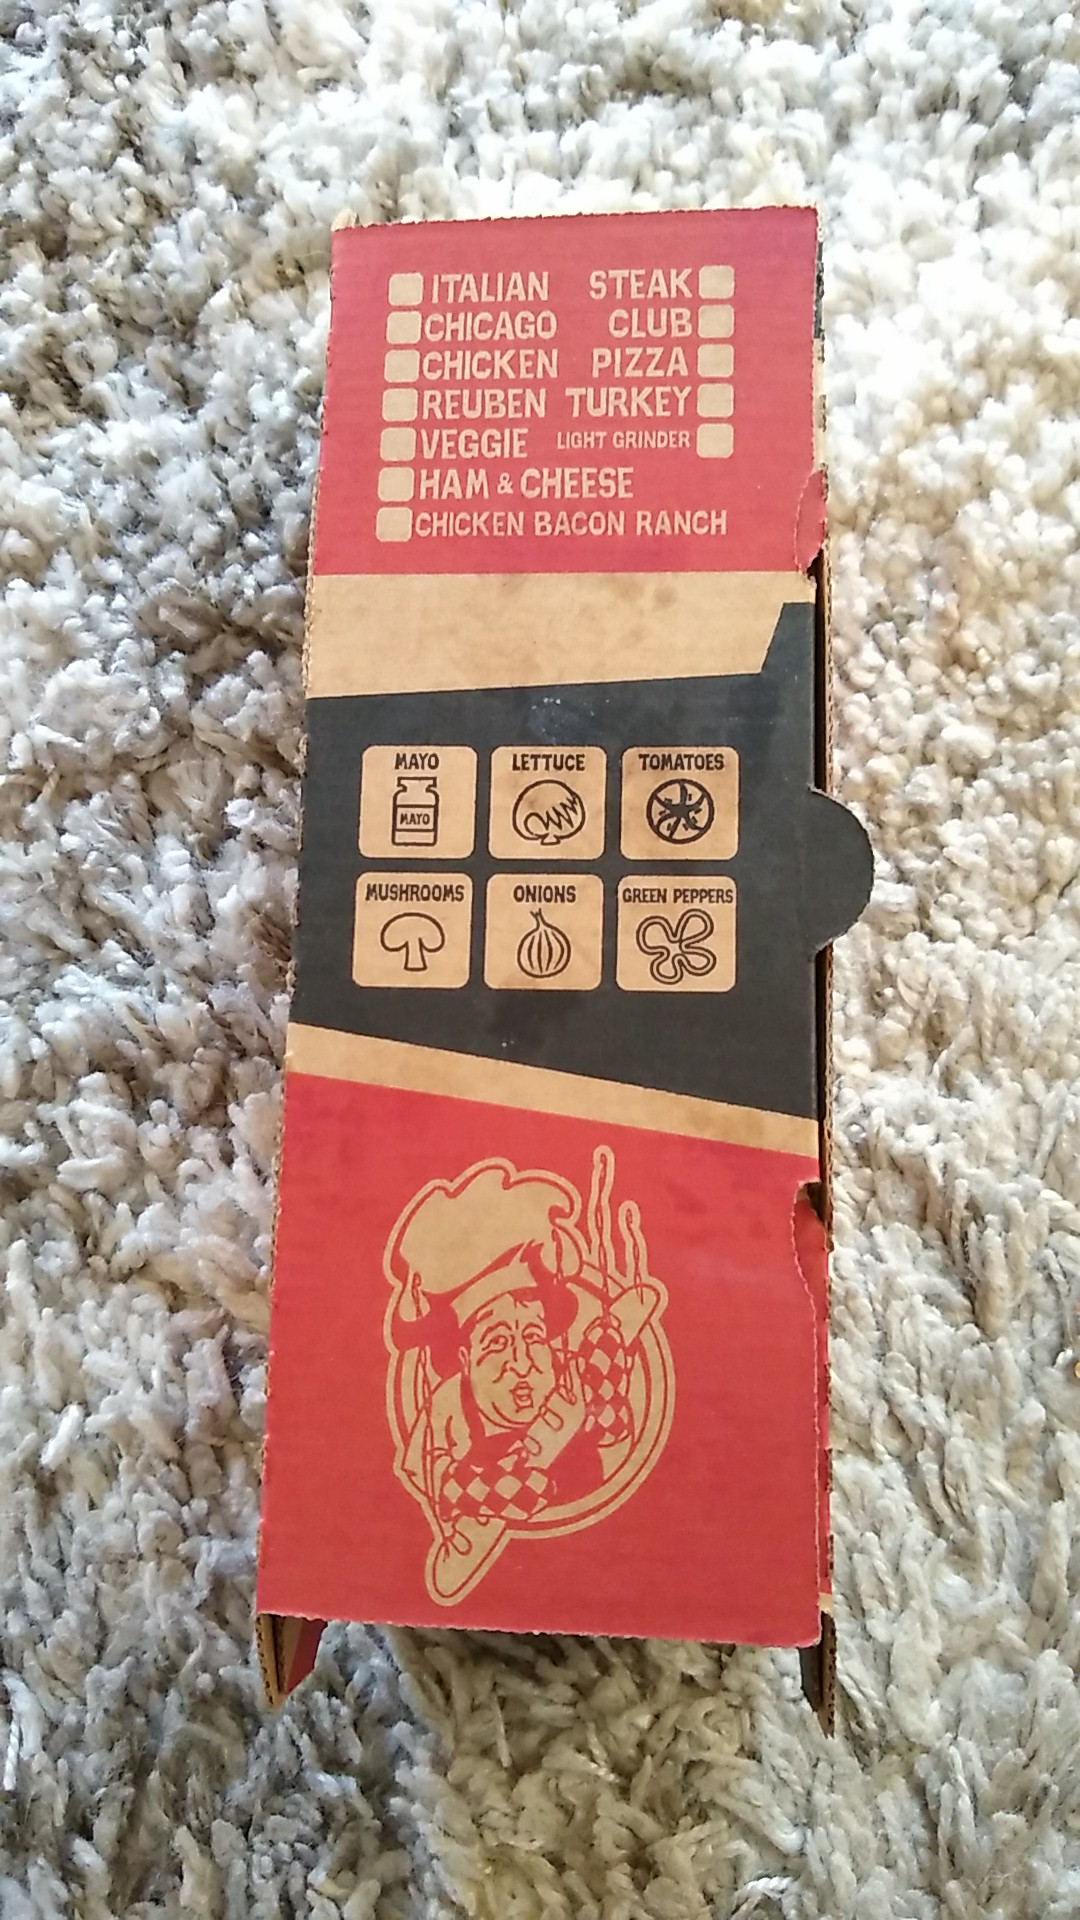 ITALIAN STEAK
CHICAGO CLUB
CHICKEN PIZZA
REUBEN TURKEY
VEGGIE LIGHT GRINDER
HAM & CHEESE
CHICKEN BACON RANCH
MAYO LETTUCE TOMATOES
MAYO
MUSHROOMS ONIONS GREEN PEPPERS